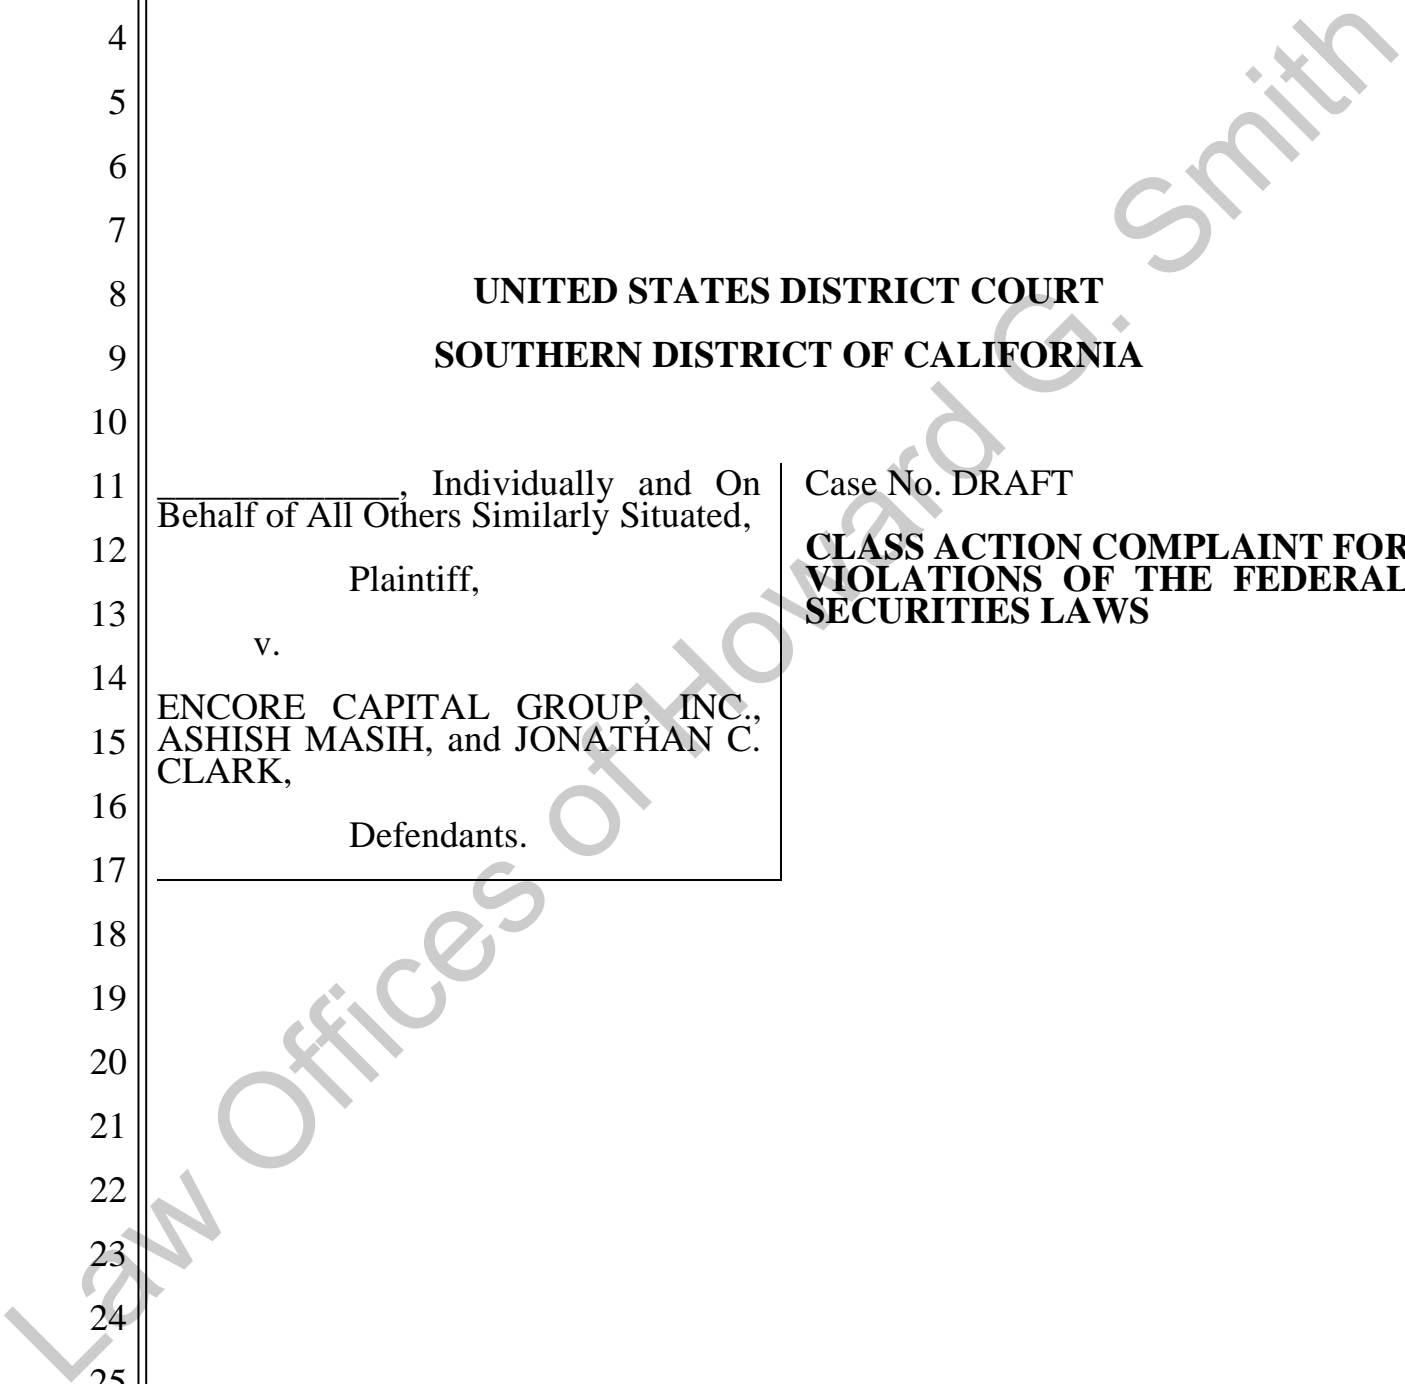 4
5
6
7
8 UNITED STATES DISTRICT COURT
9 SOUTHERN DISTRICT OF CALIFORNIA
10
11 _____________, Individually and On
Behalf of All Others Similarly Situated,
12
Plaintiff,
13
v.
14
ENCORE CAPITAL GROUP, INC.,
15 ASHISH MASIH, and JONATHAN C.
CLARK,
16
Defendants.
17
Case No. DRAFT
CLASS ACTION COMPLAINT FOR
VIOLATIONS OF THE FEDERAL
SECURITIES LAWS
18
19
20
21
22
23
24
25
Law Offices of Howard G. Smith